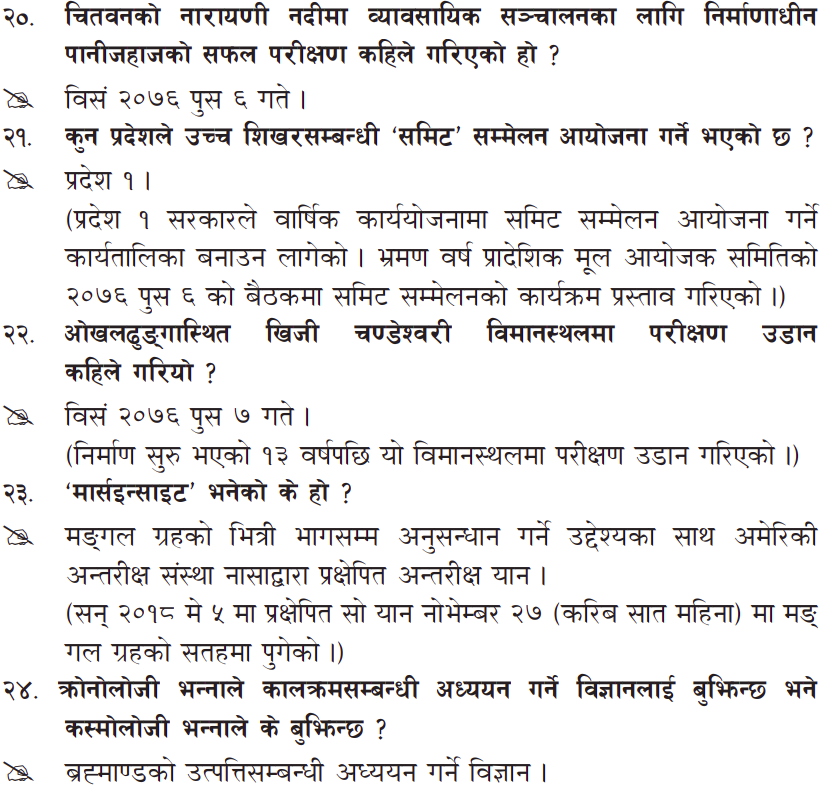 २०. चितवनको नारायणी नदीमा व्यावसायिक सञ्चालनका लागि निर्माणाधीन
पानीजहाजको सफल परीक्षण कहिले गरिएको हो ?
विसं २०७६ पुस ६ गते ।
२१. कुन प्रदेशले उच्च शिखरसम्बन्धी ‘समिट’ सम्मेलन आयोजना गर्ने भएको छ ?
प्रदेश १ ।
(प्रदेश १ सरकारले वार्षिक कार्ययोजनामा समिट सम्मेलन आयोजना गर्ने
कार्यतालिका बनाउन लागेको । भ्रमण वर्ष प्रादेशिक मूल आयोजक समितिको
२०७६ पुस ६ को बैठकमा समिट सम्मेलनको कार्यक्रम प्रस्ताव गरिएको ।)
२२. ओखलढुङ्गास्थित खिजी चण्डेश्वरी विमानस्थलमा परीक्षण उडान
कहिले गरियो ?
विसं २०७६ पुस ७ गते ।
(निर्माण सुरु भएको १३ वर्षपछि यो विमानस्थलमा परीक्षण उडान गरिएको ।)
२३. ‘मार्सइन्साइट’ भनेको के हो ?
मङ्गल ग्रहको भित्री भागसम्म अनुसन्धान गर्ने उद्देश्यका साथ अमेरिकी
अन्तरीक्ष संस्था नासाद्वारा प्रक्षेपित अन्तरीक्ष यान ।
(सन् २०१८ मे ५ मा प्रक्षेपित सो यान नोभेम्बर २७ (करिब सात महिना) मा मङ्
गल ग्रहको सतहमा पुगेको ।)
२४. क्रोनोलोजी भन्नाले कालक्रमसम्बन्धी अध्ययन गर्ने विज्ञानलाई बुझिन्छ भने
कस्मोलोजी भन्नाले के बुझिन्छ ?
ब्रह्माण्डको उत्पत्तिसम्बन्धी अध्ययन गर्ने विज्ञान ।